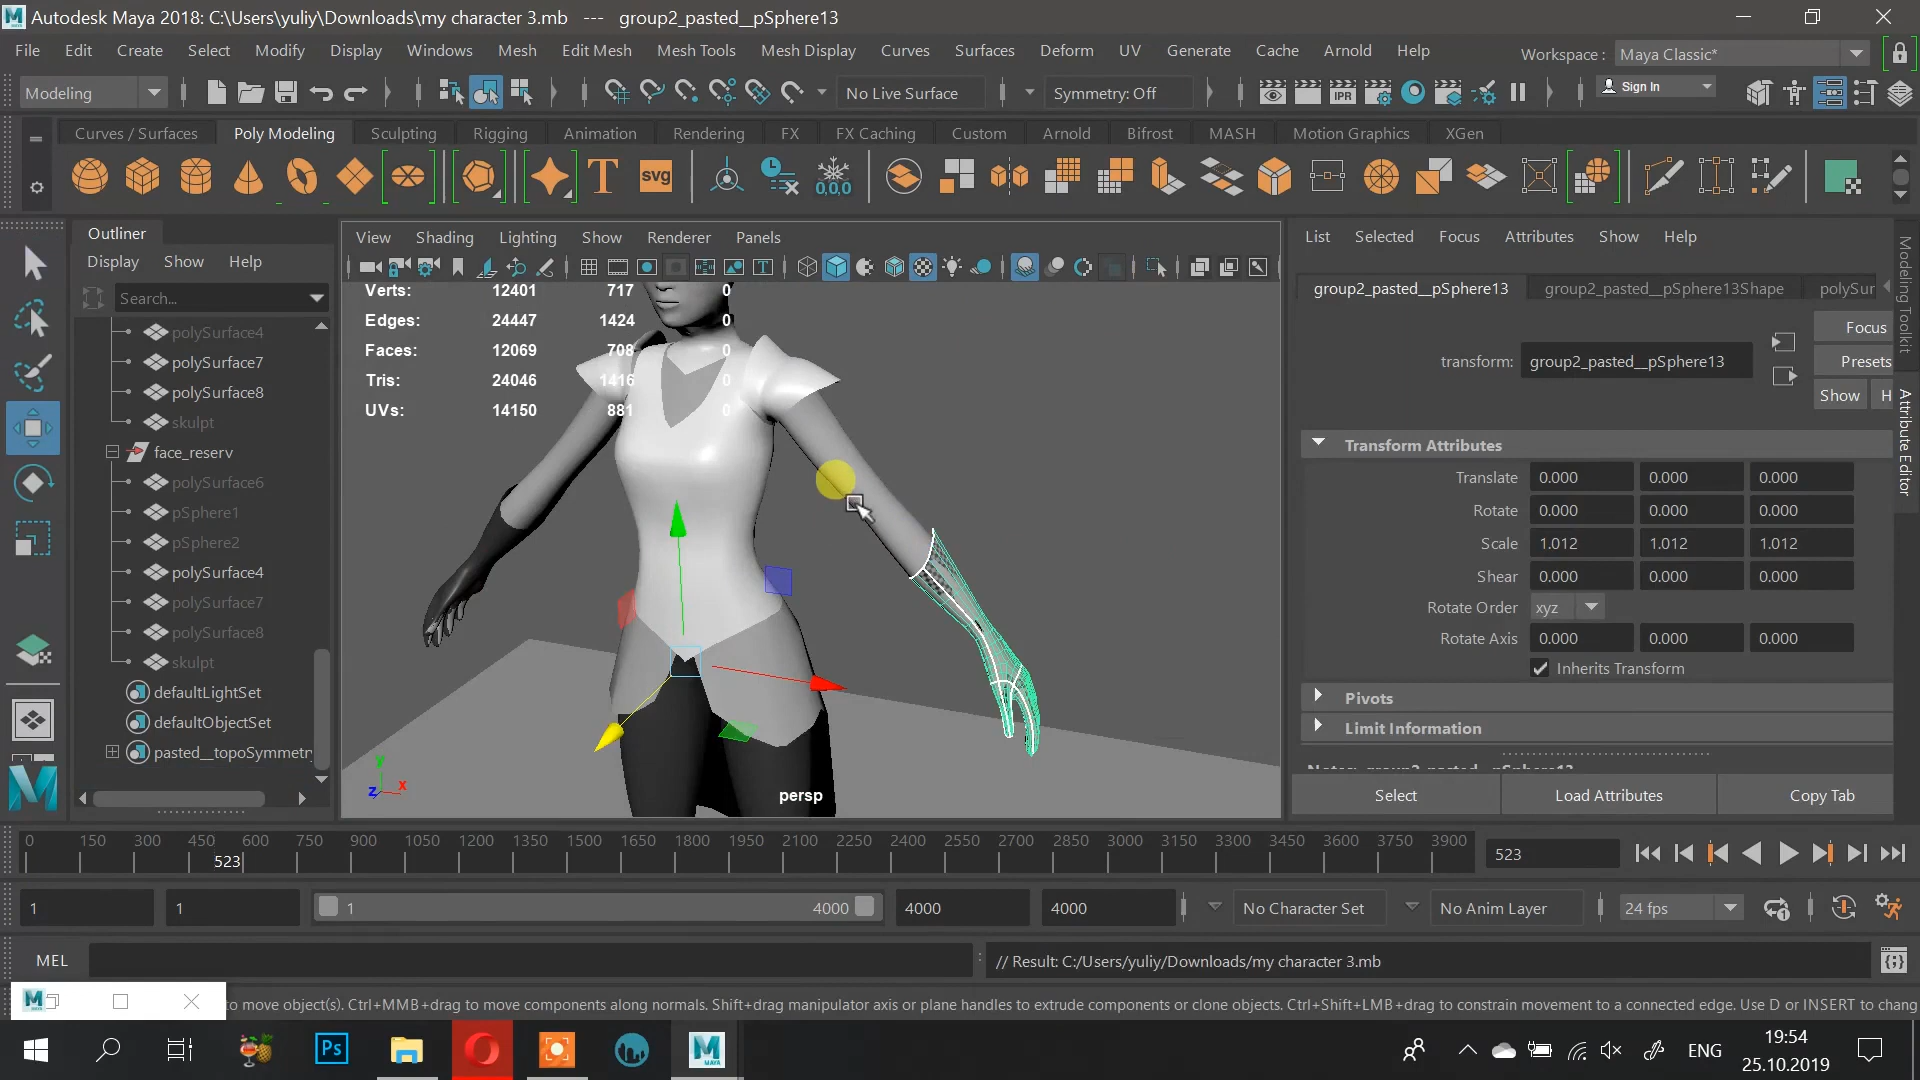 Autodesk Maya 2018: C:\Users\yuliy\Downloads\my character 3.mb --- group2_pasted__pSphere13
File Edit Create Select Modify Display Windows Mesh Edit Mesh Mesh Tools Mesh Display Curves Surfaces Deform UV Generate Cache Arnold Help
Workspace : Maya Classic*
Modeling No Live Surface Symmetry: Off Sign In
IPR
Curves / Surfaces Poly Modeling Sculpting Rigging Animation Rendering FX FX Caching Custom Arnold Bifrost MASH Motion Graphics XGen
T svg 0,0,0
Outliner
Display Show Help
Search...
polySurface4
polySurface7
polySurface8
skulpt
face_reserv
polySurface6
pSphere1
pSphere2
polySurface4
polySurface7
polySurface8
skulpt
defaultLightSet
defaultObjectSet
pasted__topoSymmetr
View Shading Lighting Show Renderer Panels
Verts: 12401 717 0
Edges: 24447 1424 0
Faces: 12069 708 0
Tris: 24046 1416 0
UVs: 14150 881 0
y
z x
persp
List Selected Focus Attributes Show Help
group2_pasted__pSphere13 group2_pasted__pSphere13Shape polySur
Focus
transform: group2_pasted__pSphere13 Presets
Show H
Transform Attributes
Translate 0.000 0.000 0.000
Rotate 0.000 0.000 0.000
Scale 1.012 1.012 1.012
Shear 0.000 0.000 0.000
Rotate Order xyz
Rotate Axis 0.000 0.000 0.000
Inherits Transform
Pivots
Limit Information
Notes: group2_pasted__pSphere13
Select Load Attributes Copy Tab
Modeling Toolkit
Attribute Editor
0 150 300 450 600 750 900 1050 1200 1350 1500 1650 1800 1950 2100 2250 2400 2550 2700 2850 3000 3150 3300 3450 3600 3750 3900
523 523
1 1 1 4000 4000 4000 No Character Set No Anim Layer 24 fps
MEL // Result: C:/Users/yuliy/Downloads/my character 3.mb
to move object(s). Ctrl+MMB+drag to move components along normals. Shift+drag manipulator axis or plane handles to extrude components or clone objects. Ctrl+Shift+LMB+drag to constrain movement to a connected edge. Use D or INSERT to chang
Ps
MAYA
ENG
19:54
25.10.2019